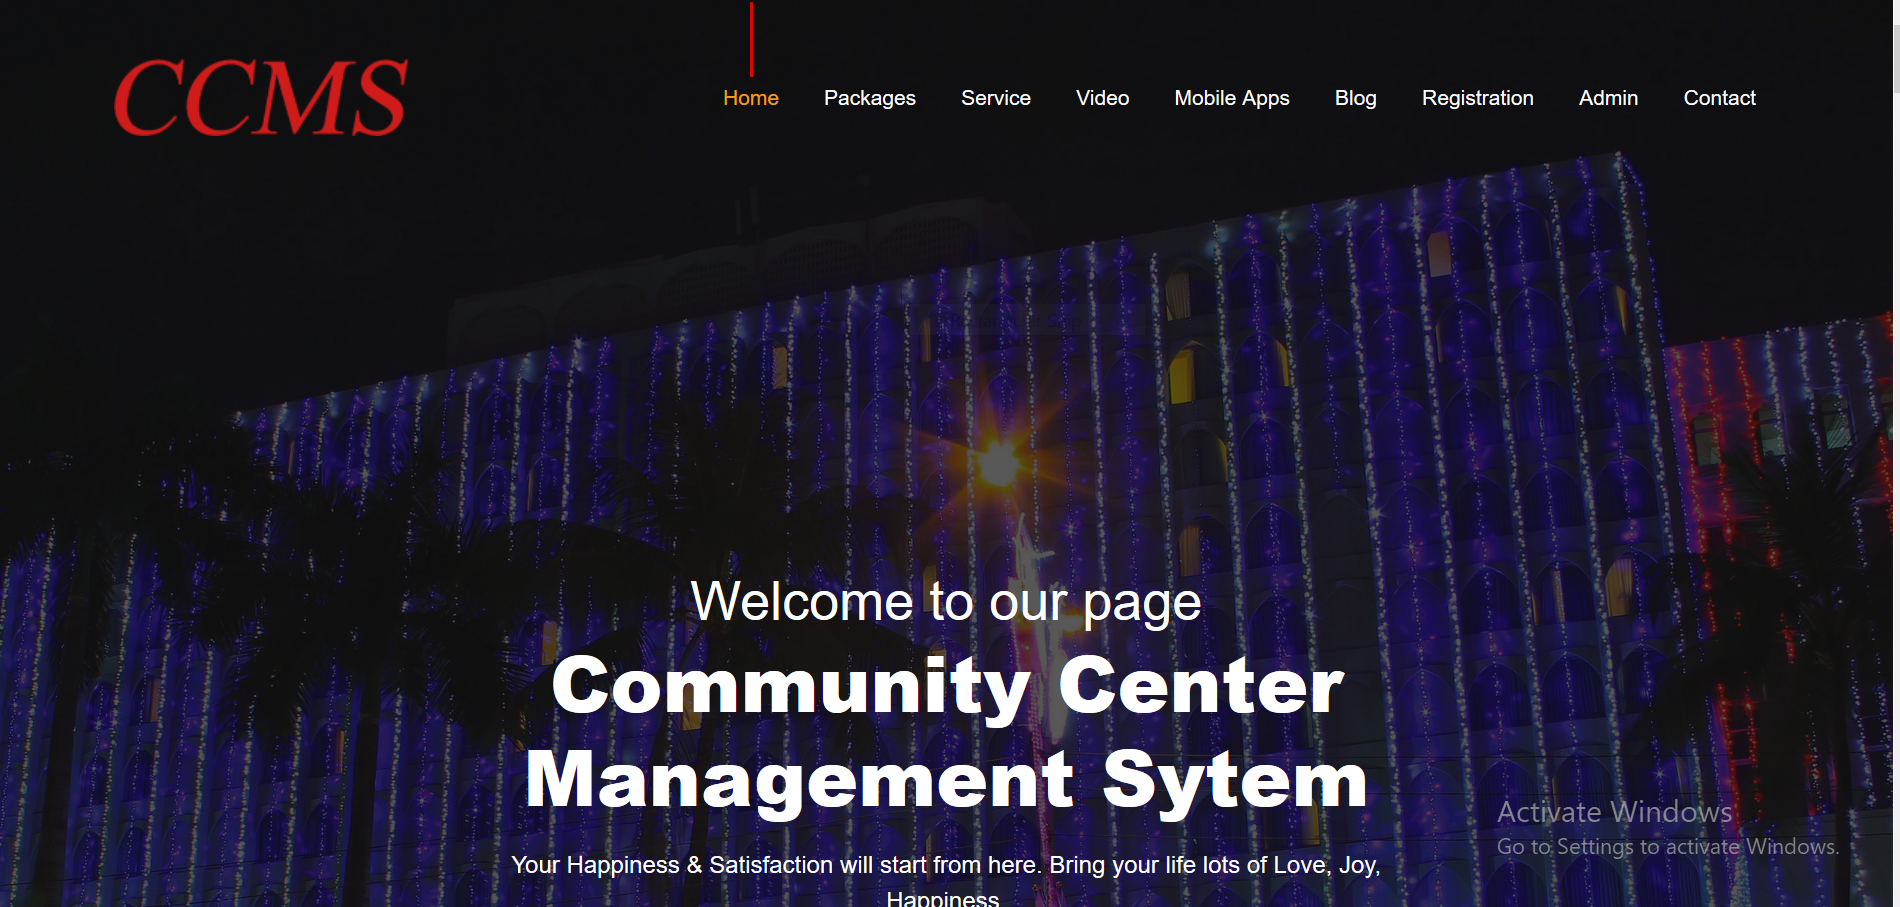 CCMS
Home Packages Service Video Mobile Apps Blog Registration Admin Contact
Welcome to our page
Community Center
Management Sytem
Your Happiness & Satisfaction will start from here. Bring your life lots of Love, Joy,
Happiness
Activate Windows
Go to Settings to activate Windows.